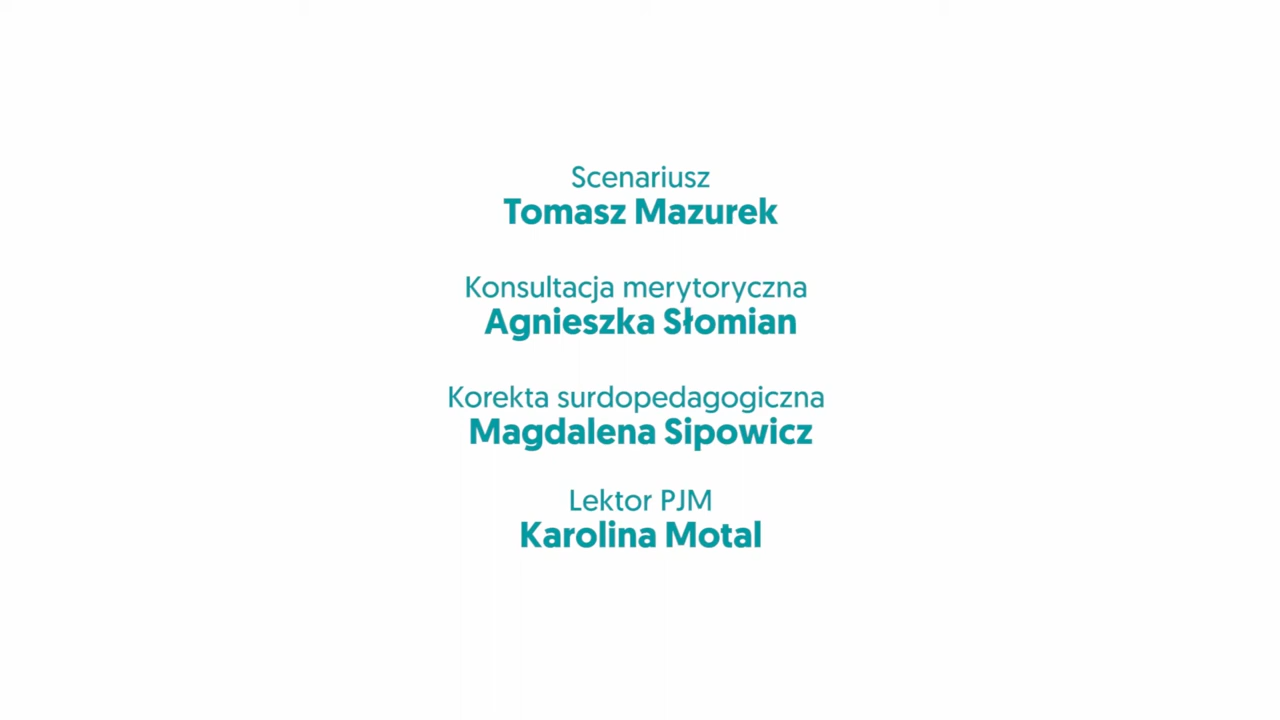 Scenariusz
Tomasz Mazurek
Konsultacja merytoryczna
Agnieszka Słomian
Korekta surdopedagogiczna
Magdalena Sipowicz
Lektor PJM
Karolina Motal